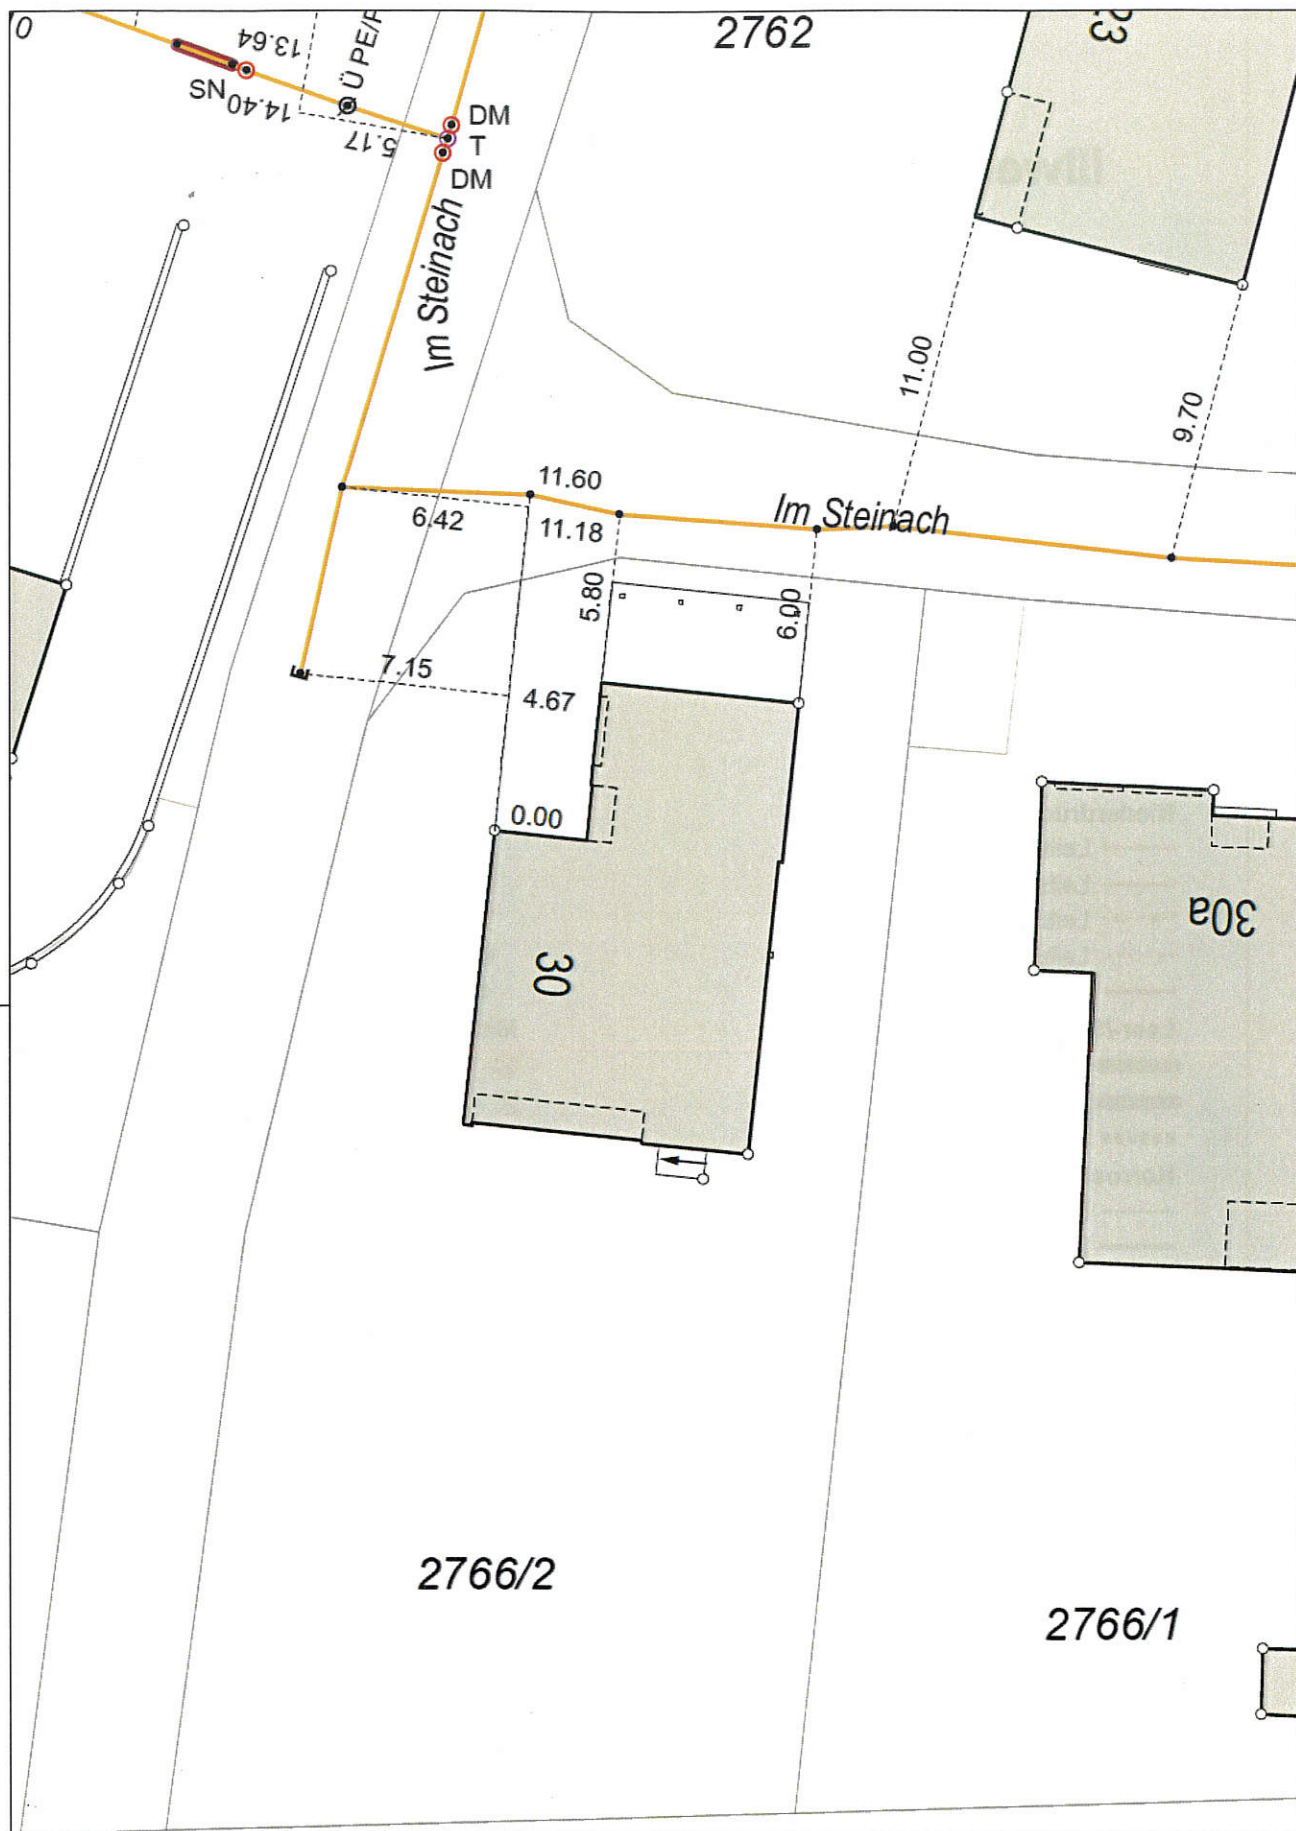 0
13.64
Ü PE/P
2762
23
NS
14.40
5.17
DM
T
DM
Im Steinach
11.00
9.70
11.60
6.42
11.18
Im Steinach
5.80
6.00
7.15
4.67
0.00
30
30a
2766/2
2766/1